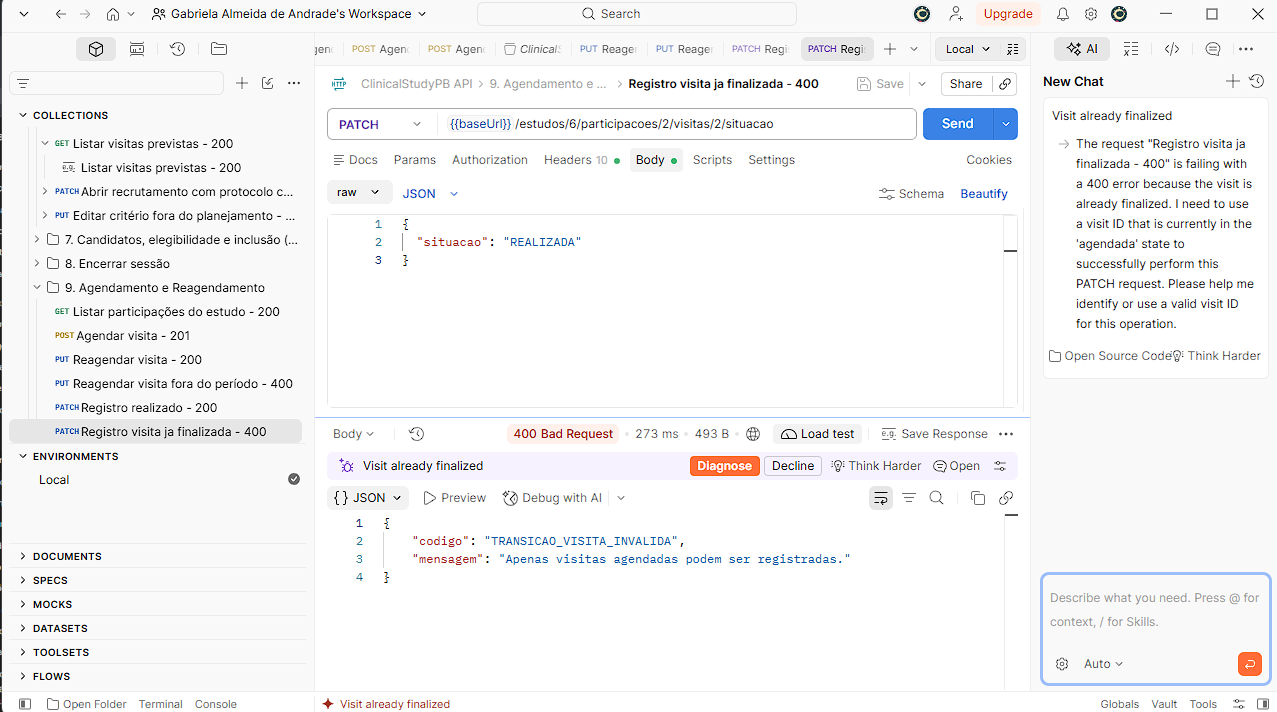 Gabriela Almeida de Andrade's Workspace
Search
Upgrade
POST Agen
POST Agen
Clinical
PUT Reager
PUT Reager
PATCH Regi
PATCH Regi
Local
AI
COLLECTIONS
GET Listar visitas previstas - 200
e.g. Listar visitas previstas - 200
PATCH Abrir recrutamento com protocolo c...
PUT Editar critério fora do planejamento - ...
7. Candidatos, elegibilidade e inclusão (...
8. Encerrar sessão
9. Agendamento e Reagendamento
GET Listar participações do estudo - 200
POST Agendar visita - 201
PUT Reagendar visita - 200
PUT Reagendar visita fora do período - 400
PATCH Registro realizado - 200
PATCH Registro visita ja finalizada - 400
ENVIRONMENTS
Local
DOCUMENTS
SPECS
MOCKS
DATASETS
TOOLSETS
FLOWS
HTTP
ClinicalStudyPB API > 9. Agendamento e ... > Registro visita ja finalizada - 400
Save
Share
PATCH
{{baseUrl}}/estudos/6/participacoes/2/visitas/2/situacao
Send
Docs
Params
Authorization
Headers 10
Body
Scripts
Settings
Cookies
raw
JSON
Schema
Beautify
1 {
2 "situacao": "REALIZADA"
3 }
Body
400 Bad Request
273 ms
493 B
Load test
e.g. Save Response
Visit already finalized
Diagnose
Decline
Think Harder
Open
{} JSON
Preview
Debug with AI
1 {
2 "codigo": "TRANSICAO_VISITA_INVALIDA",
3 "mensagem": "Apenas visitas agendadas podem ser registradas."
4 }
New Chat
Visit already finalized
The request "Registro visita ja
finalizada - 400" is failing with
a 400 error because the visit is
already finalized. I need to use
a visit ID that is currently in the
'agendada' state to
successfully perform this
PATCH request. Please help me
identify or use a valid visit ID
for this operation.
Open Source Code
Think Harder
Describe what you need. Press @ for
context, / for Skills.
Auto
Open Folder
Terminal
Console
Visit already finalized
Globals
Vault
Tools